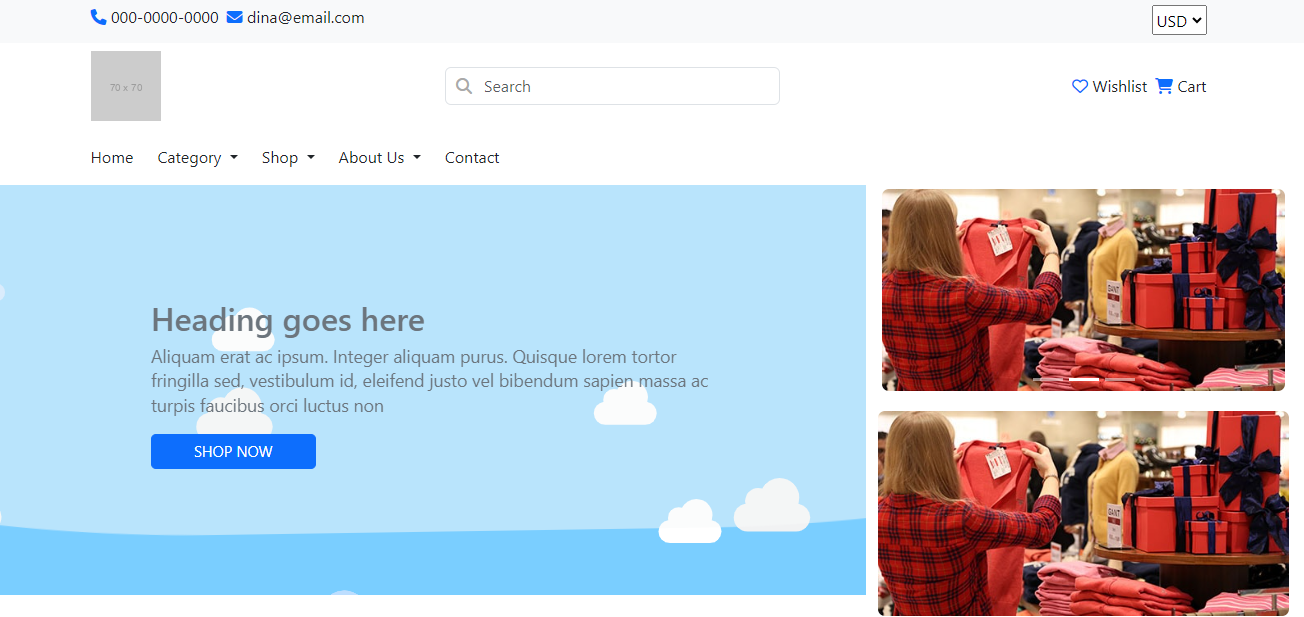 000-0000-0000 dina@email.com USD
70 x 70 Search Wishlist Cart
Home Category Shop About Us Contact
Heading goes here
Aliquam erat ac ipsum. Integer aliquam purus. Quisque lorem tortor
fringilla sed, vestibulum id, eleifend justo vel bibendum sapien massa ac
turpis faucibus orci luctus non
SHOP NOW
GANT
GANT